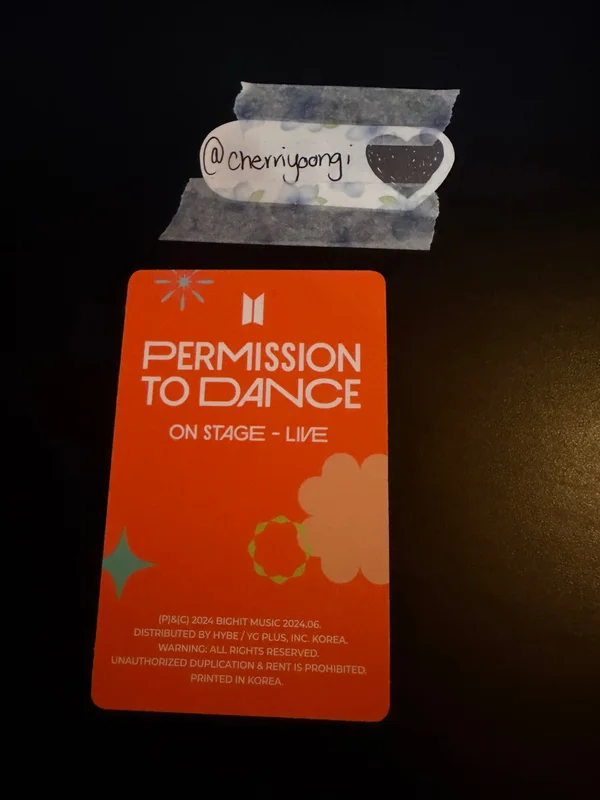 @cherriyoongi
PERMISSION
TO DANCE
ON STAGE - LIVE
(P)&(C) 2024 BIGHIT MUSIC 2024.06.
DISTRIBUTED BY HYBE / YG PLUS, INC. KOREA.
WARNING: ALL RIGHTS RESERVED.
UNAUTHORIZED DUPLICATION & RENT IS PROHIBITED.
PRINTED IN KOREA.